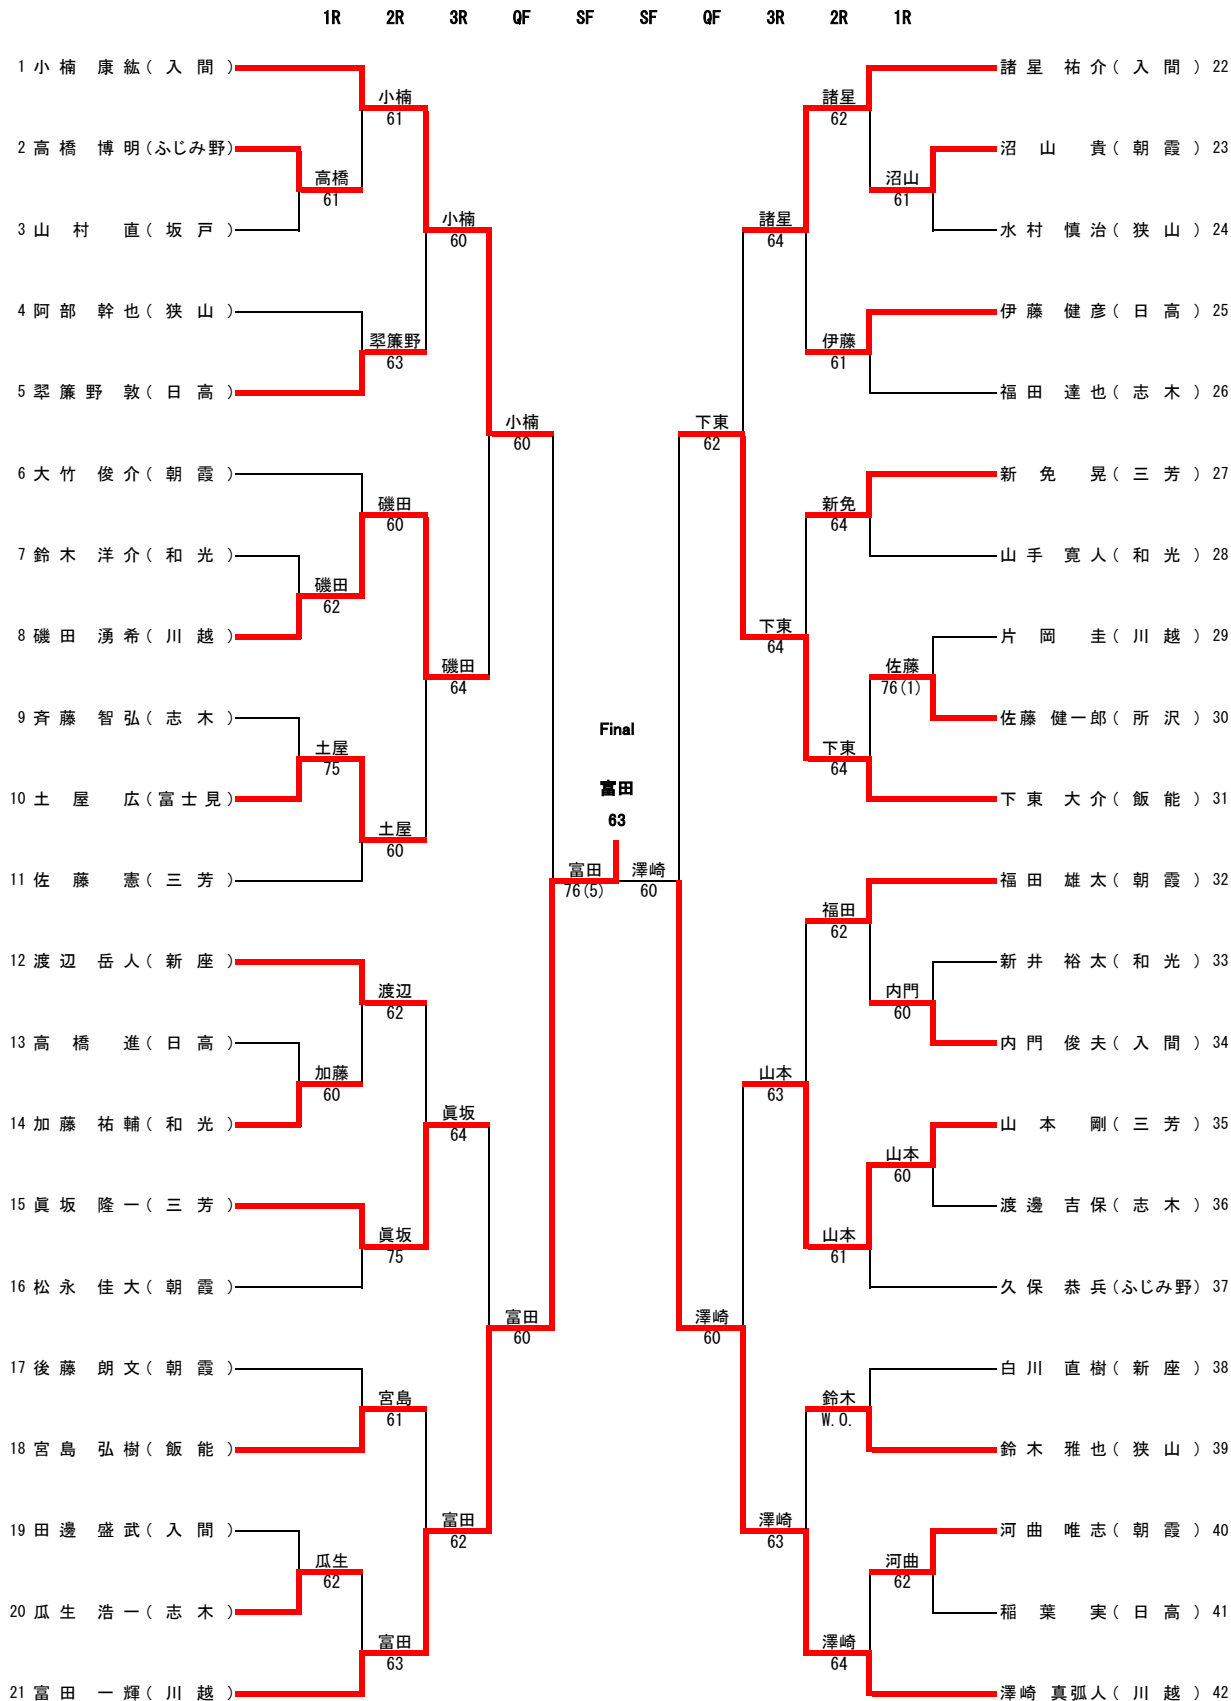 1R 2R 3R QF SF SF QF 3R 2R 1R
1 小楠 康紘(入間) 諸星 祐介(入間) 22
小楠 諸星
61 62
2 高橋 博明(ふじみ野) 沼山 貴(朝霞) 23
高橋 沼山
61 61
小楠 諸星
3 山村 直(坂戸) 水村 慎治(狭山) 24
60 64
4 阿部 幹也(狭山) 伊藤 健彦(日高) 25
翠簾野 伊藤
63 61
5 翠簾野 敦(日高) 福田 達也(志木) 26
小楠 下東
60 62
6 大竹 俊介(朝霞) 新免 晃(三芳) 27
磯田 新免
60 64
7 鈴木 洋介(和光) 山手 寛人(和光) 28
磯田
62
下東
8 磯田 湧希(川越) 片岡 圭(川越) 29
64
磯田 佐藤
64 76(1)
9 斉藤 智弘(志木) 佐藤 健一郎(所沢) 30
Final
土屋 下東
75 64
富田
10 土屋 広(富士見) 下東 大介(飯能) 31
63
土屋
60
富田 澤崎
11 佐藤 憲(三芳) 福田 雄太(朝霞) 32
76(5) 60
福田
62
12 渡辺 岳人(新座) 新井 裕太(和光) 33
渡辺 内門
62 60
13 高橋 進(日高) 内門 俊夫(入間) 34
加藤 山本
60 63
眞坂
14 加藤 祐輔(和光) 山本 剛(三芳) 35
64
山本
60
15 眞坂 隆一(三芳) 渡邊 吉保(志木) 36
眞坂 山本
75 61
16 松永 佳大(朝霞) 久保 恭兵(ふじみ野) 37
富田 澤崎
60 60
17 後藤 朗文(朝霞) 白川 直樹(新座) 38
宮島 鈴木
61 W.O.
18 宮島 弘樹(飯能) 鈴木 雅也(狭山) 39
富田 澤崎
19 田邊 盛武(入間) 河曲 唯志(朝霞) 40
62 63
瓜生 河曲
62 62
20 瓜生 浩一(志木) 稲葉 実(日高) 41
富田 澤崎
63 64
21 富田 一輝(川越) 澤崎 真弧人(川越) 42